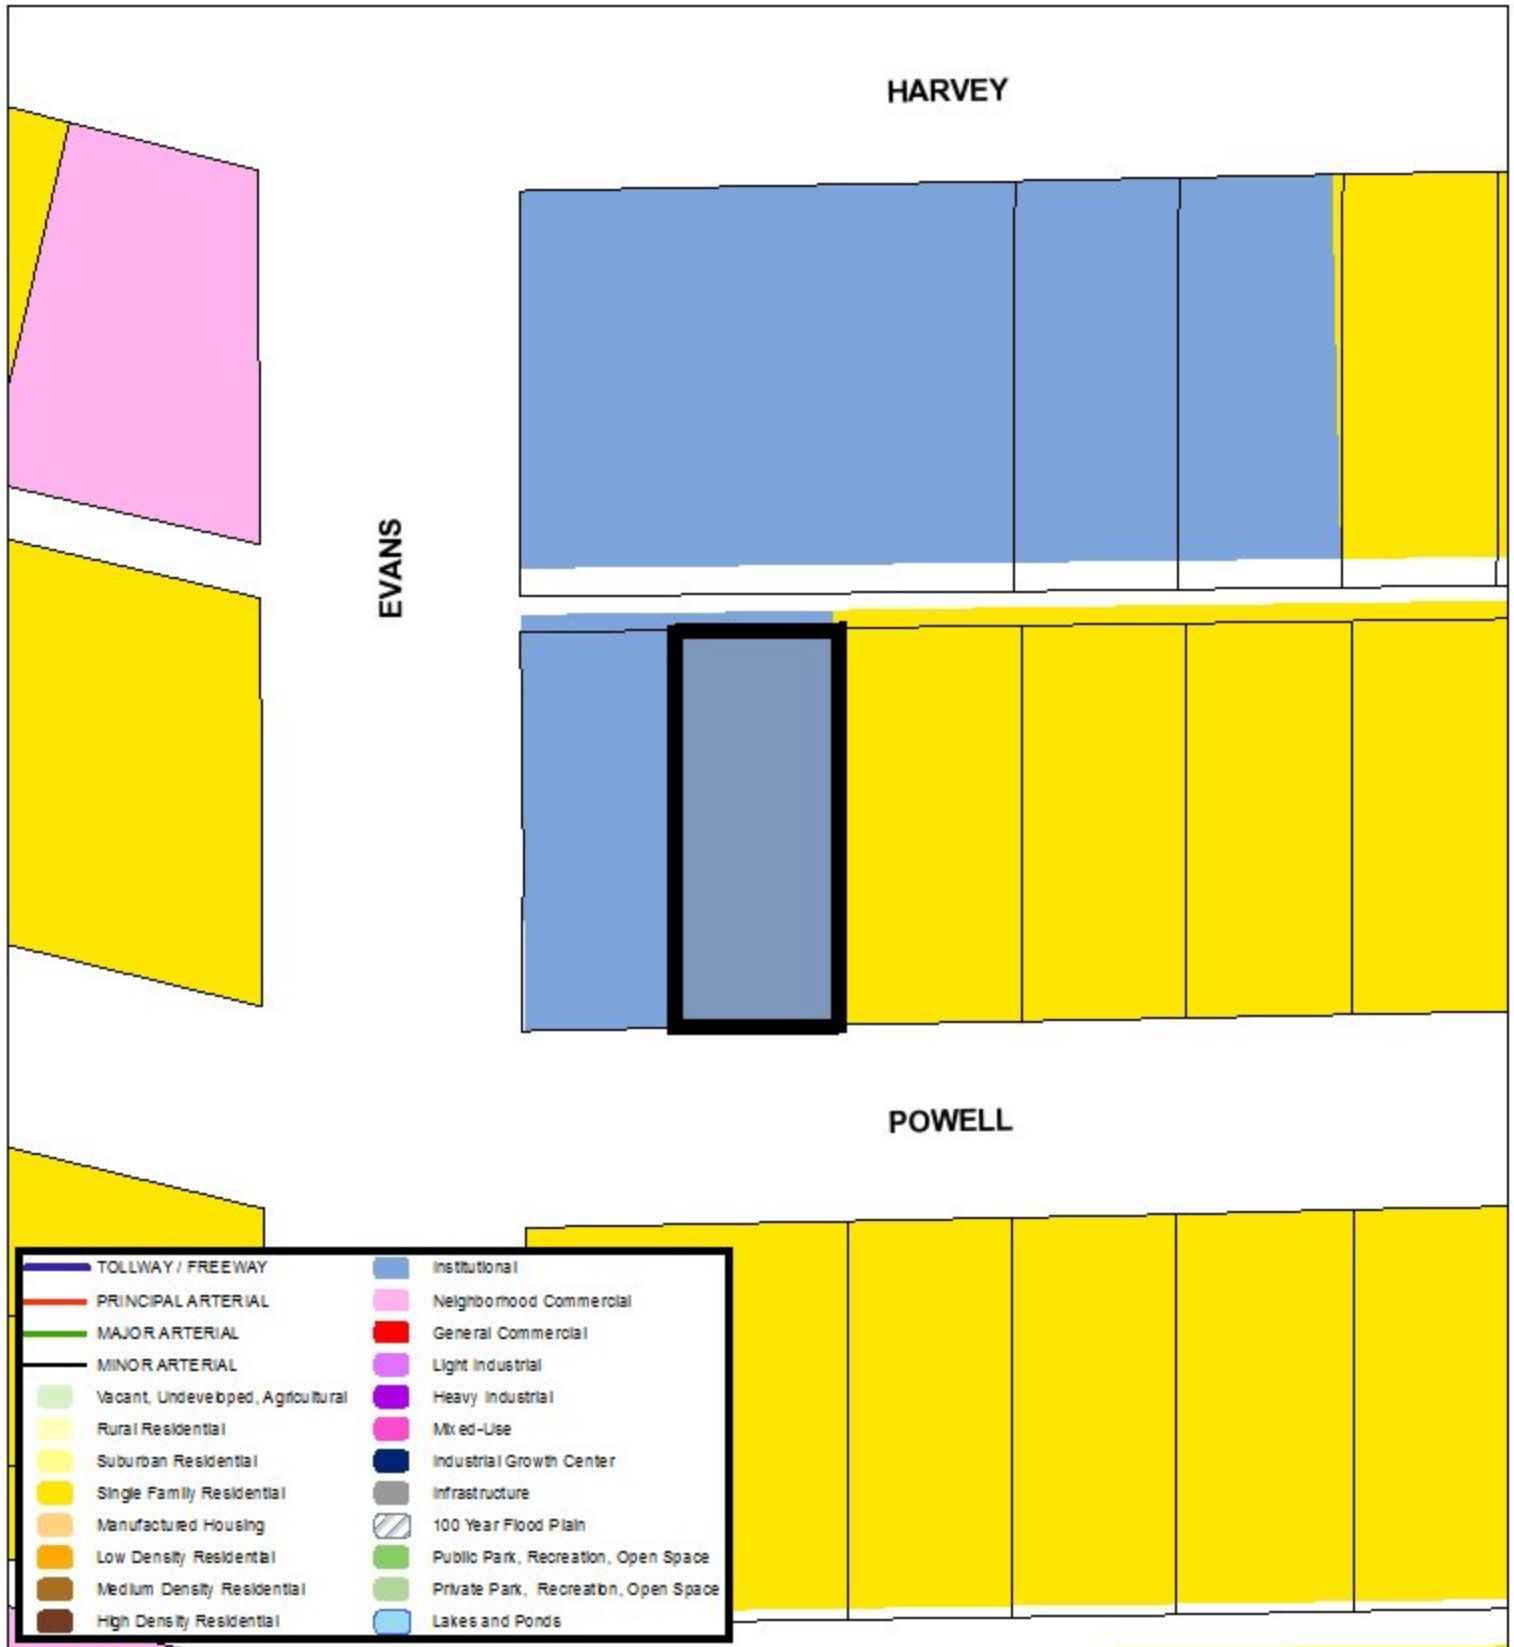 HARVEY
EVANS
POWELL
TOLLWAY / FREEWAY
PRINCIPAL ARTERIAL
MAJOR ARTERIAL
MINOR ARTERIAL
Vacant, Undeveloped, Agricultural
Rural Residential
Suburban Residential
Single Family Residential
Manufactured Housing
Low Density Residential
Medium Density Residential
High Density Residential
Institutional
Neighborhood Commercial
General Commercial
Light Industrial
Heavy Industrial
Mixed-Use
Industrial Growth Center
Infrastructure
100 Year Flood Plain
Public Park, Recreation, Open Space
Private Park, Recreation, Open Space
Lakes and Ponds